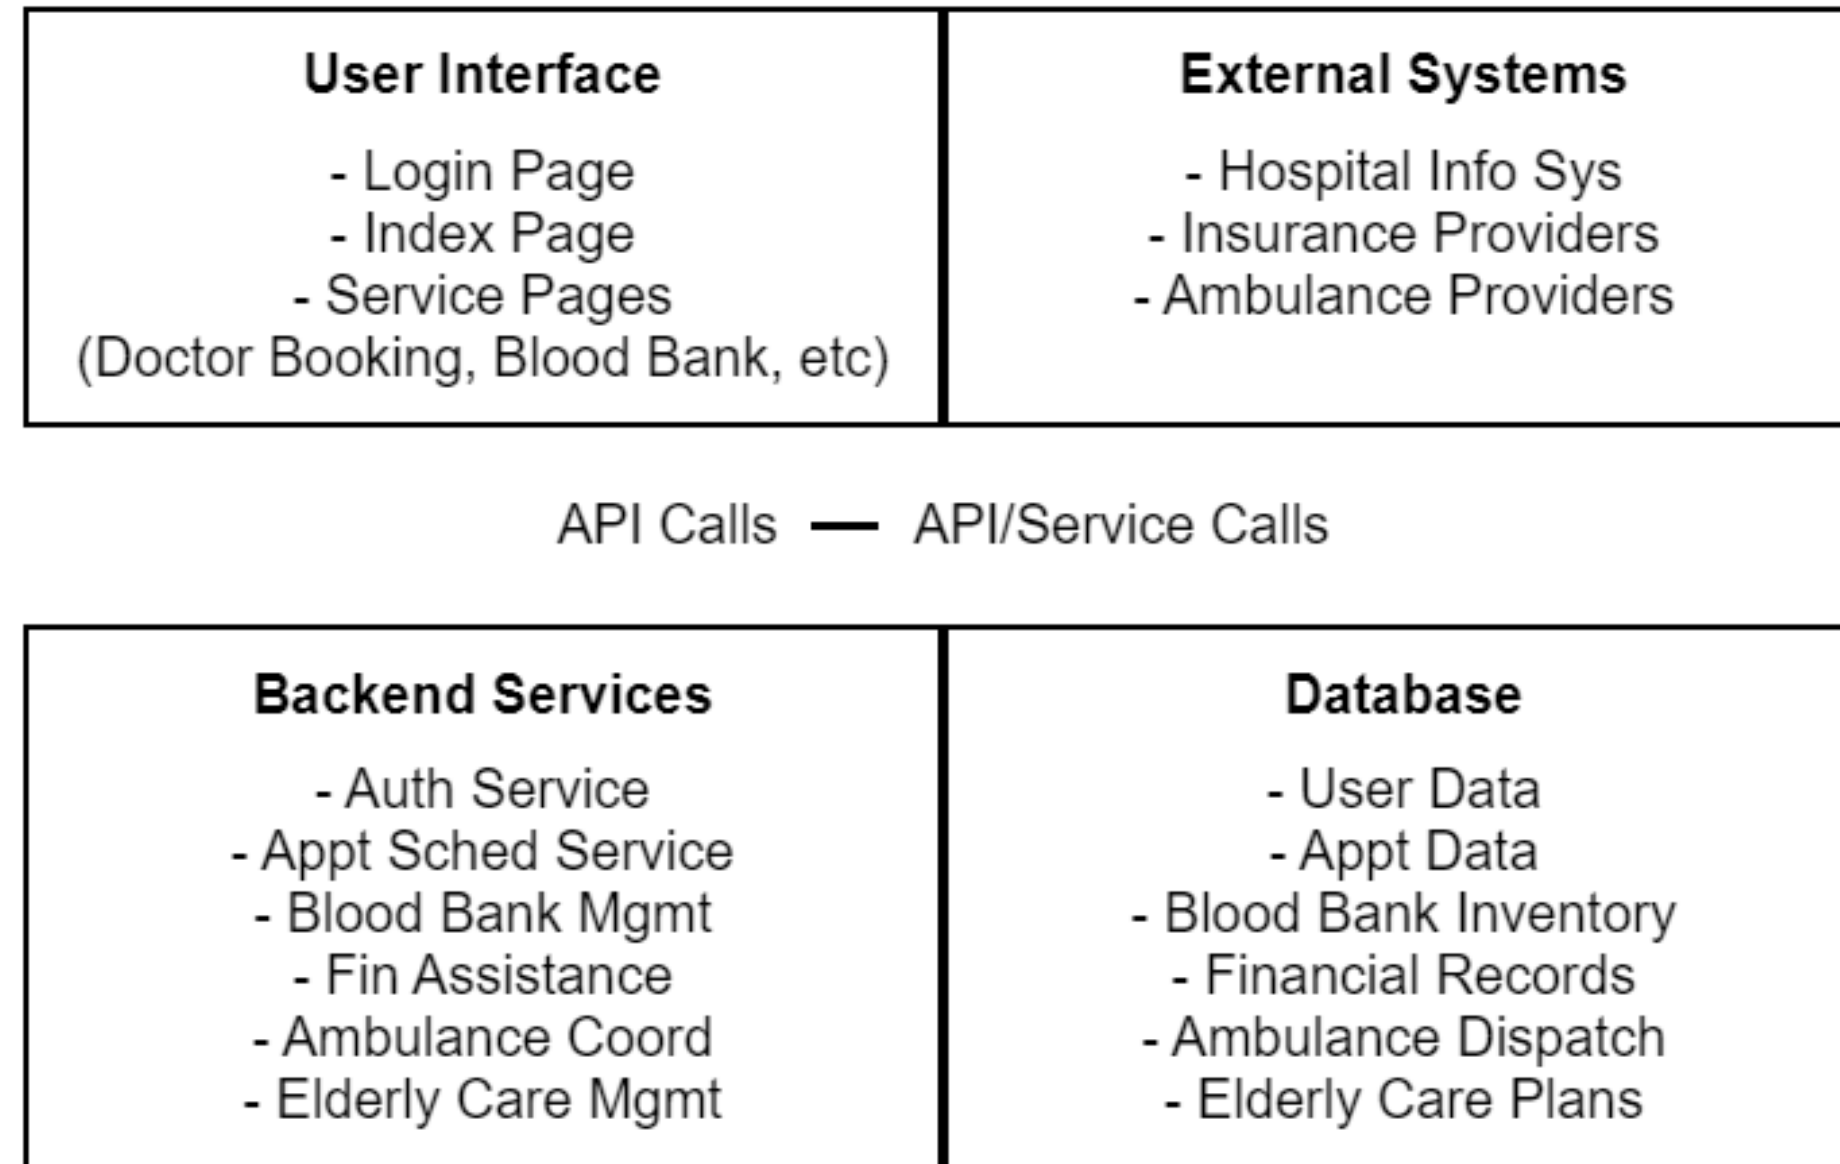 User Interface
- Login Page
- Index Page
- Service Pages
(Doctor Booking, Blood Bank, etc)
External Systems
- Hospital Info Sys
- Insurance Providers
- Ambulance Providers
API Calls — API/Service Calls
Backend Services
- Auth Service
- Appt Sched Service
- Blood Bank Mgmt
- Fin Assistance
- Ambulance Coord
- Elderly Care Mgmt
Database
- User Data
- Appt Data
- Blood Bank Inventory
- Financial Records
- Ambulance Dispatch
- Elderly Care Plans